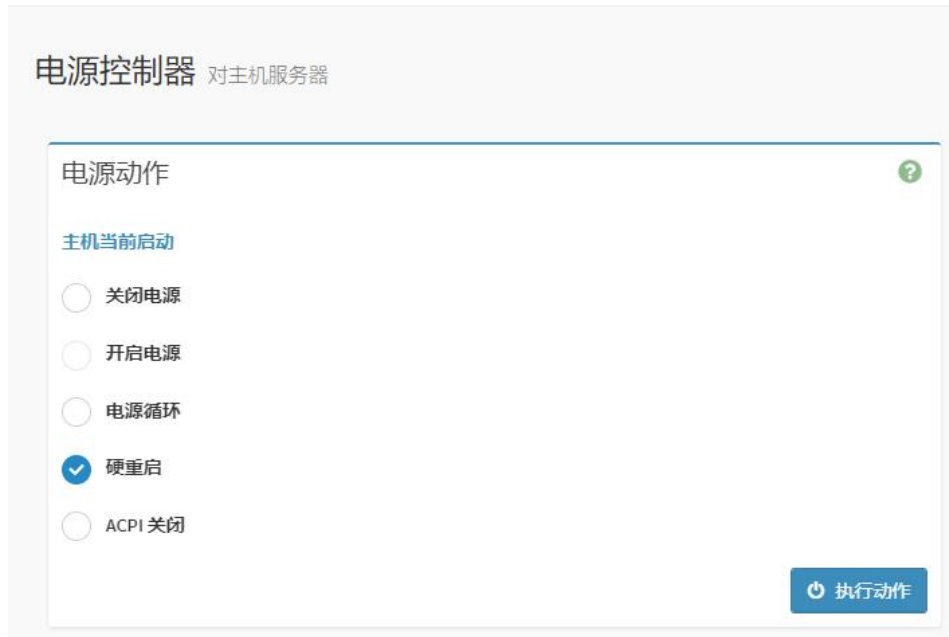 电源控制器 对主机服务器
电源动作
主机当前启动
关闭电源
开启电源
电源循环
硬重启
ACPI 关闭
执行动作